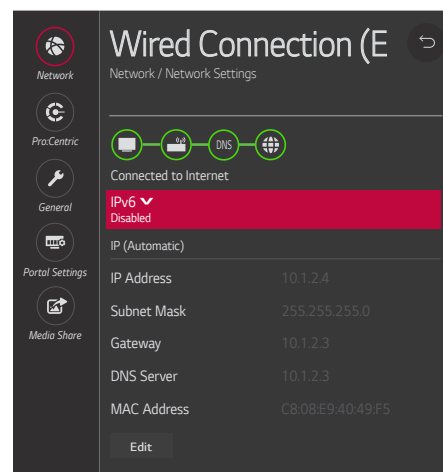 Wired Connection (E
Network / Network Settings
Network
Pro:Centric
General
Portal Settings
Media Share
DNS
Connected to Internet
IPv6
Disabled
IP (Automatic)
IP Address 10.1.2.4
Subnet Mask 255.255.255.0
Gateway 10.1.2.3
DNS Server 10.1.2.3
MAC Address C8:08:E9:40:49:F5
Edit